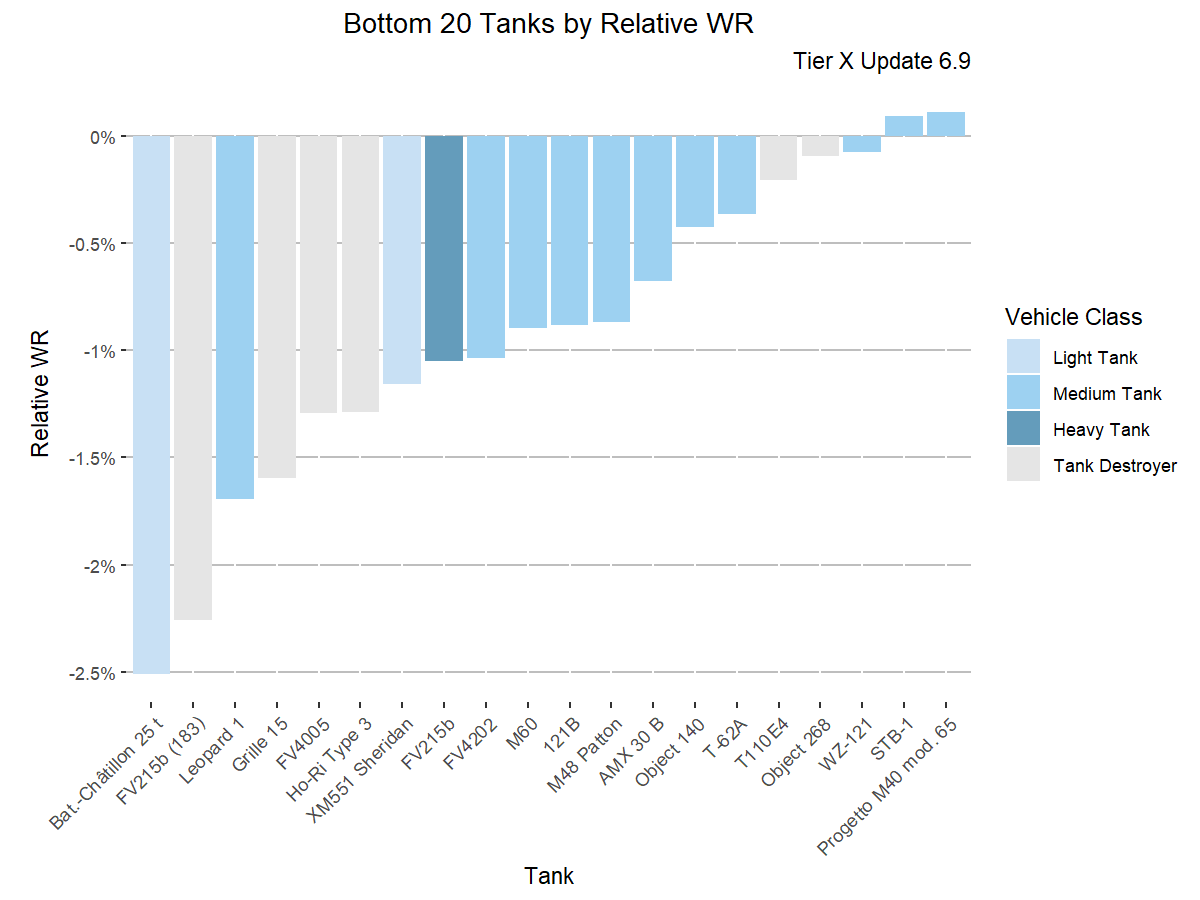 Bottom 20 Tanks by Relative WR
Tier X Update 6.9
0%
-0.5%
-1%
-1.5%
-2%
-2.5%
Relative WR
Bat.-Châtillon 25 t
FV215b (183)
Leopard 1
Grille 15
FV4005
Ho-Ri Type 3
XM551 Sheridan
FV215b
FV4202
M60
121B
M48 Patton
AMX 30 B
Object 140
T-62A
T110E4
Object 268
WZ-121
STB-1
Progetto M40 mod. 65
Tank
Vehicle Class
Light Tank
Medium Tank
Heavy Tank
Tank Destroyer